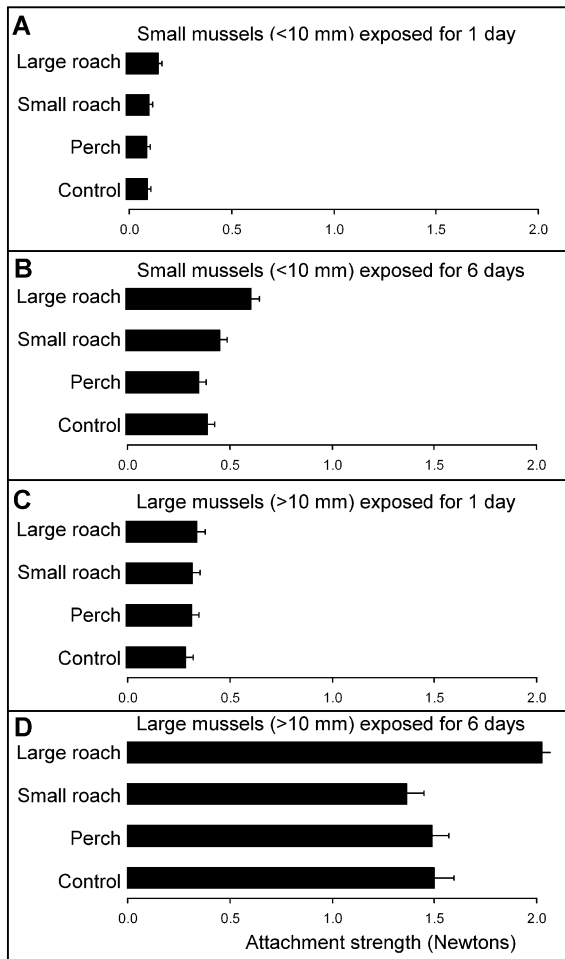 A
Small mussels (<10 mm) exposed for 1 day
Large roach
Small roach
Perch
Control
0.0 0.5 1.0 1.5 2.0
B
Small mussels (<10 mm) exposed for 6 days
Large roach
Small roach
Perch
Control
0.0 0.5 1.0 1.5 2.0
C
Large mussels (>10 mm) exposed for 1 day
Large roach
Small roach
Perch
Control
0.0 0.5 1.0 1.5 2.0
D
Large mussels (>10 mm) exposed for 6 days
Large roach
Small roach
Perch
Control
0.0 0.5 1.0 1.5 2.0
Attachment strength (Newtons)